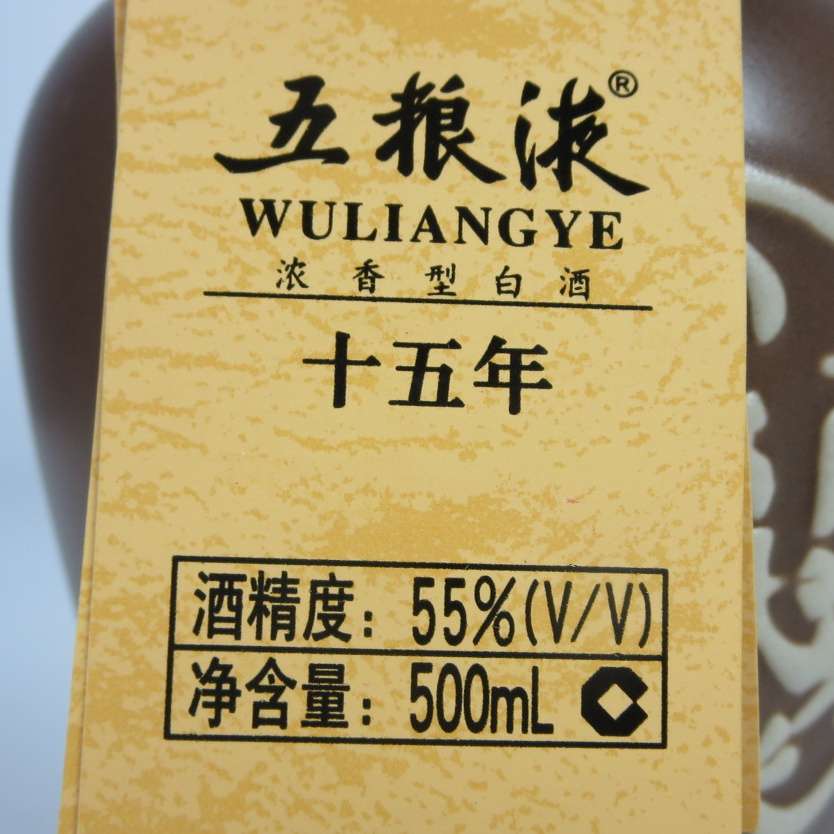 五粮液®
WULIANGYE
浓香型白酒
十五年
酒精度：55%(V/V)
净含量：500mL